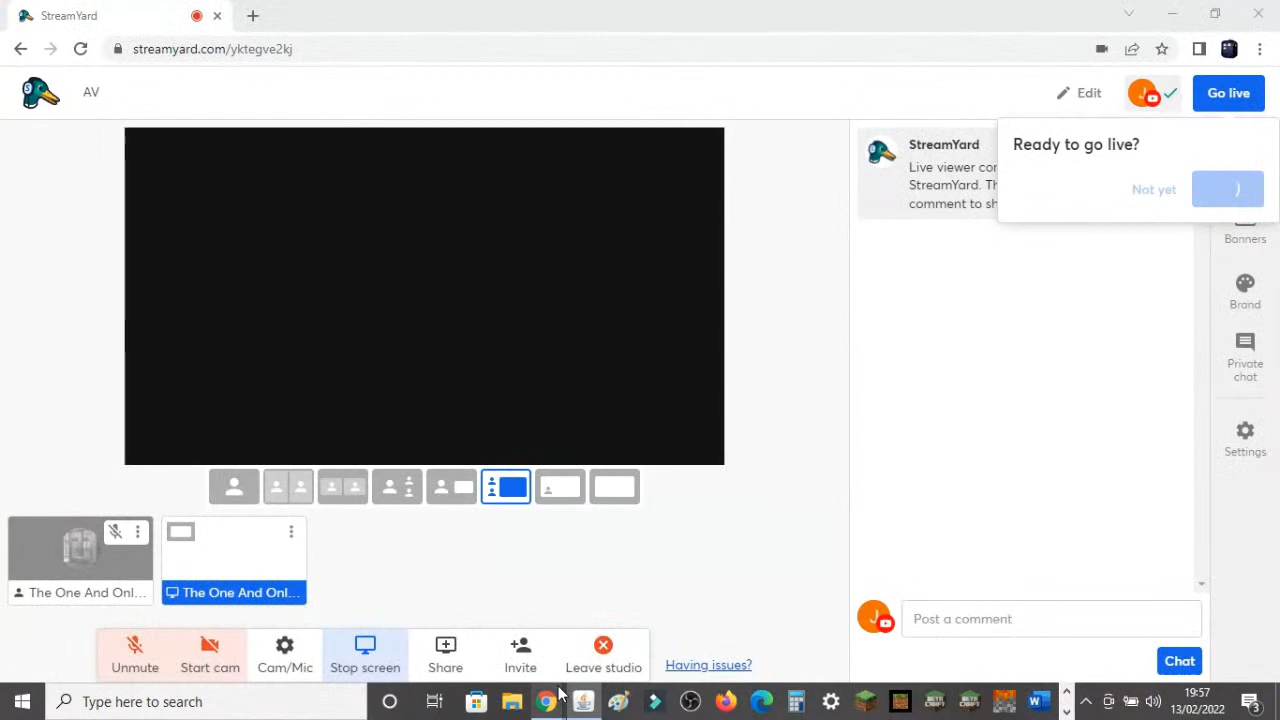 StreamYard
streamyard.com/yktegve2kj
AV
Edit
J
Go live
Ready to go live?
Not yet
StreamYard
Live viewer con
StreamYard. Th
comment to sh
Banners
Brand
Private
chat
Settings
The One And Onl...
The One And Onl...
J
Post a comment
Chat
Unmute
Start cam
Cam/Mic
Stop screen
Share
Invite
Leave studio
Having issues?
Type here to search
19:57
13/02/2022
3